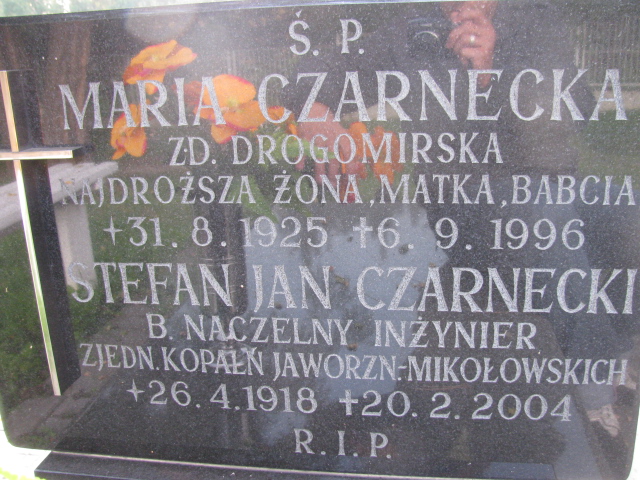 Ś. P.
MARIA CZARNECKA
ZD. DROGOMIRSKA
NAJDROŻSZA ŻONA, MATKA, BABCIA
+31. 8. 1925 ✝6. 9. 1996
STEFAN JAN CZARNECKI
B. NACZELNY INŻYNIER
ZJEDN. KOPALŃ JAWORZN.-MIKOŁOWSKICH
+26. 4. 1918 ✝20. 2. 2004
R. I. P.